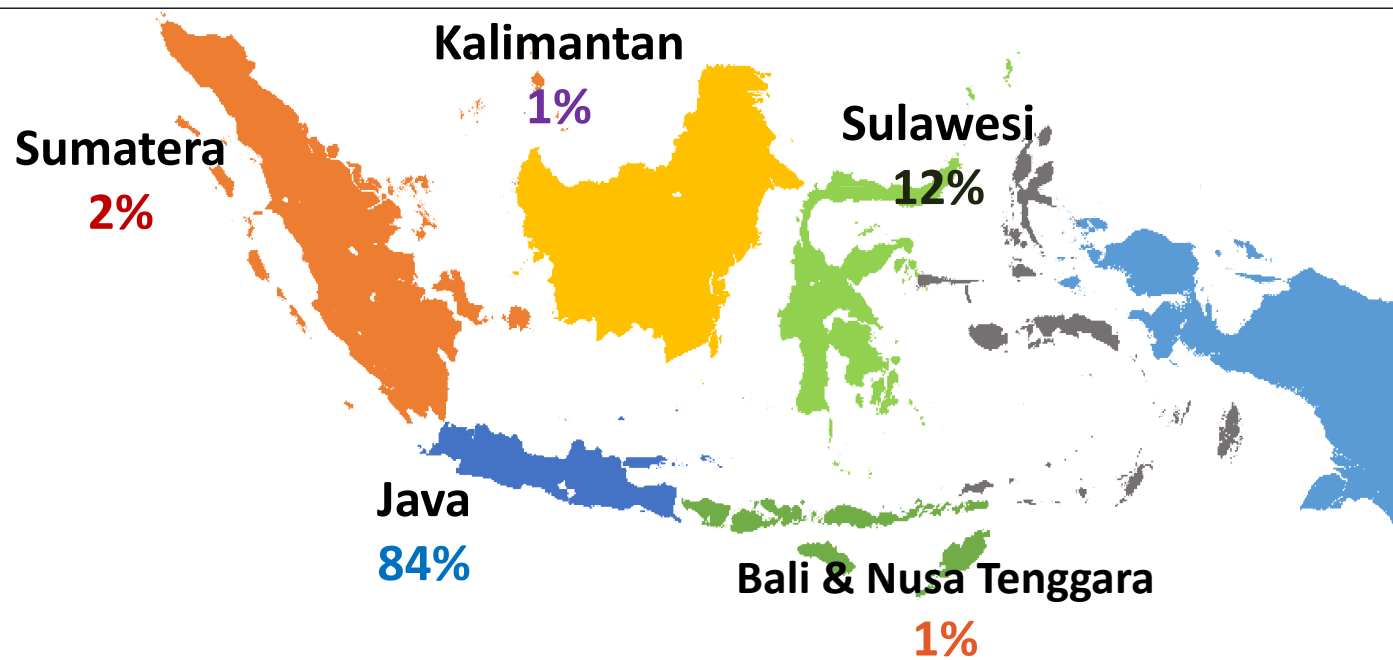 Kalimantan
1%
Sulawesi
12%
Sumatera
2%
Java
84%
Bali & Nusa Tenggara
1%